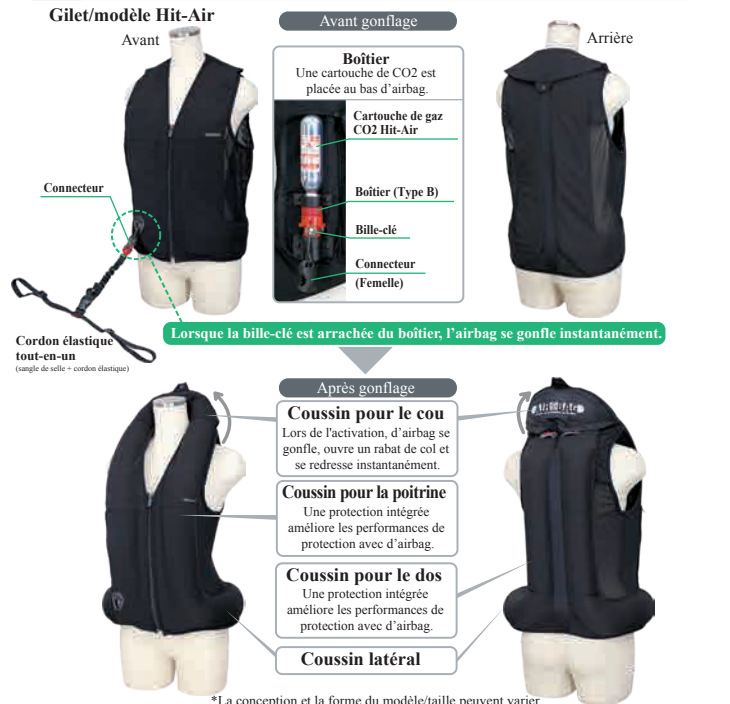 Gilet/modèle Hit-Air
Avant gonflage
Avant
Arrière
Boîtier
Une cartouche de CO2 est
placée au bas d'airbag.
Cartouche de gaz
CO2 Hit-Air
Boîtier (Type B)
Bille-clé
Connecteur
(Femelle)
Connecteur
Cordon élastique
tout-en-un
(sangle de selle + cordon élastique)
Lorsque la bille-clé est arrachée du boîtier, l'airbag se gonfle instantanément.
Après gonflage
Coussin pour le cou
Lors de l'activation, d'airbag se
gonfle, ouvre un rabat de col et
se redresse instantanément.
Coussin pour la poitrine
Une protection intégrée
améliore les performances de
protection avec d'airbag.
Coussin pour le dos
Une protection intégrée
améliore les performances de
protection avec d'airbag.
Coussin latéral
*La conception et la forme du modèle/taille peuvent varier